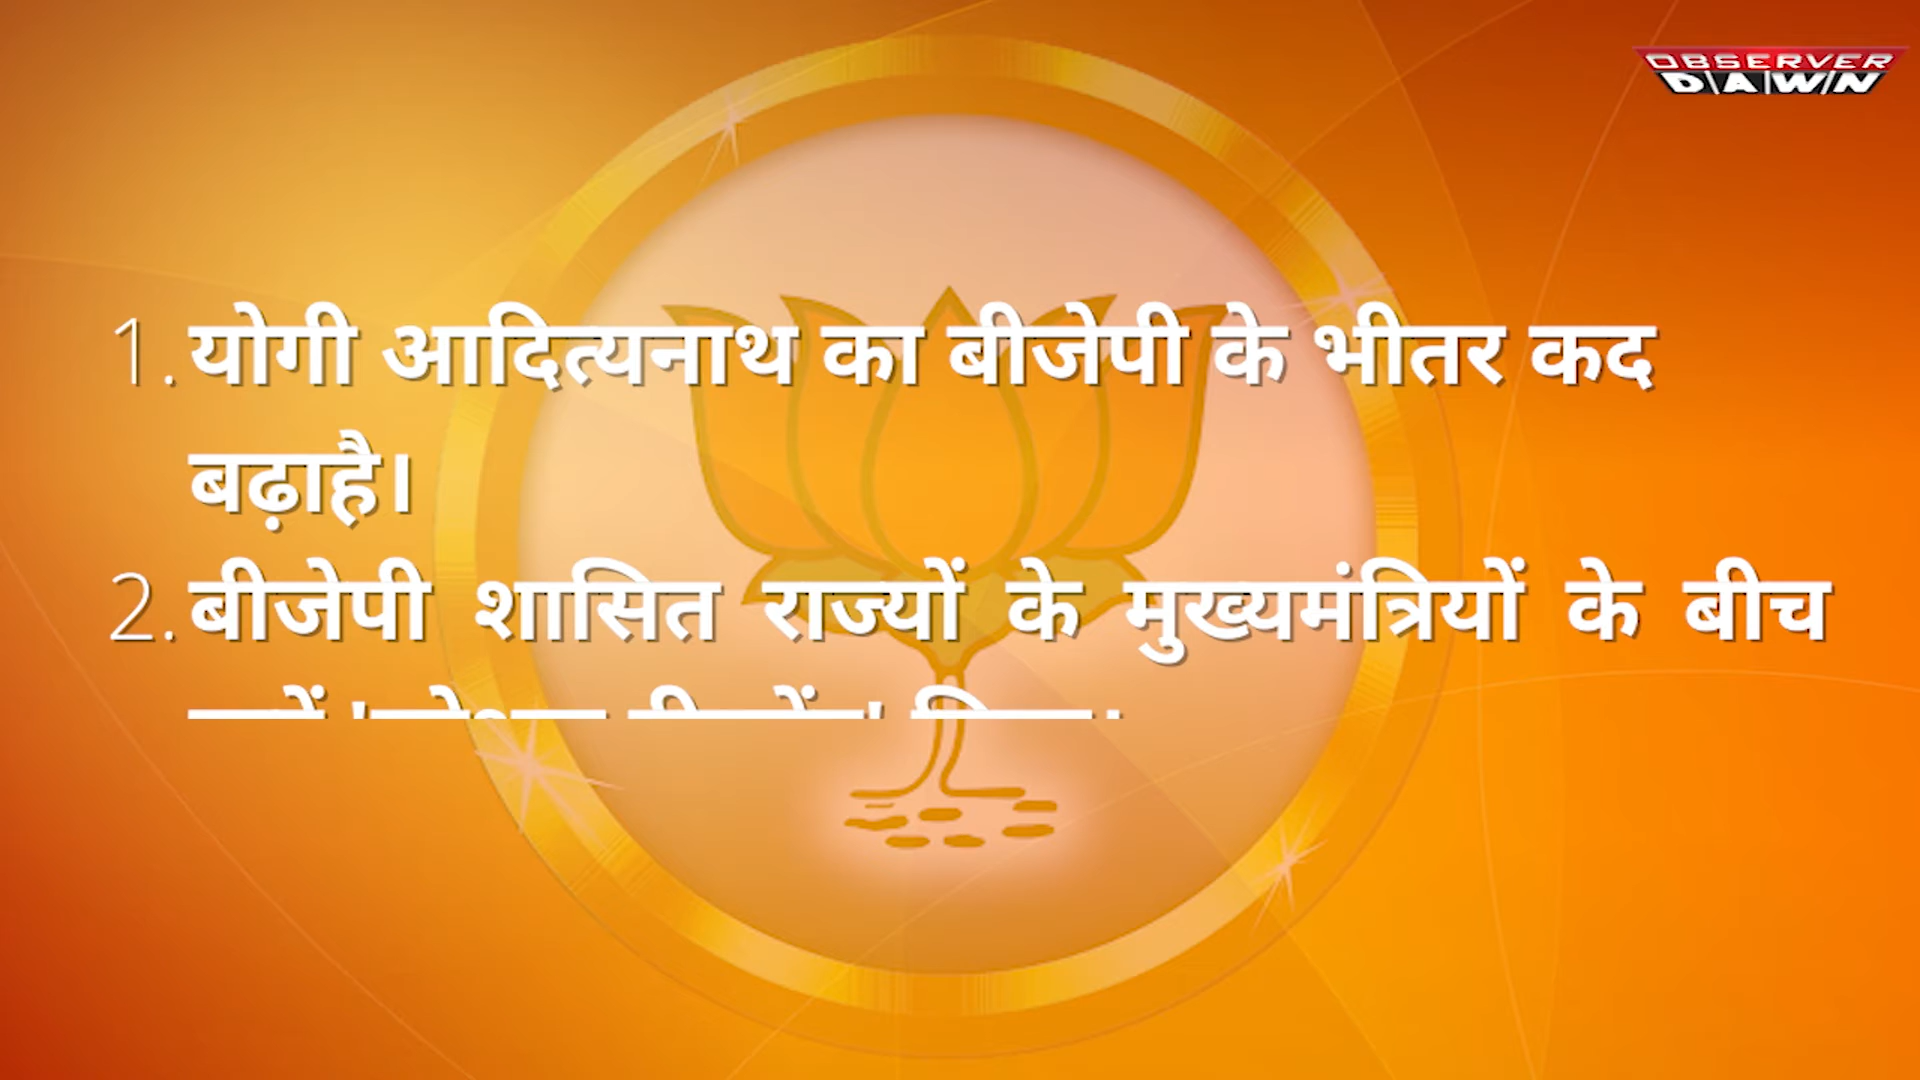 OBSERVER
DAWN
1. योगी आदित्यनाथ का बीजेपी के भीतर कद
बढ़ाहै।
2. बीजेपी शासित राज्यों के मुख्यमंत्रियों के बीच